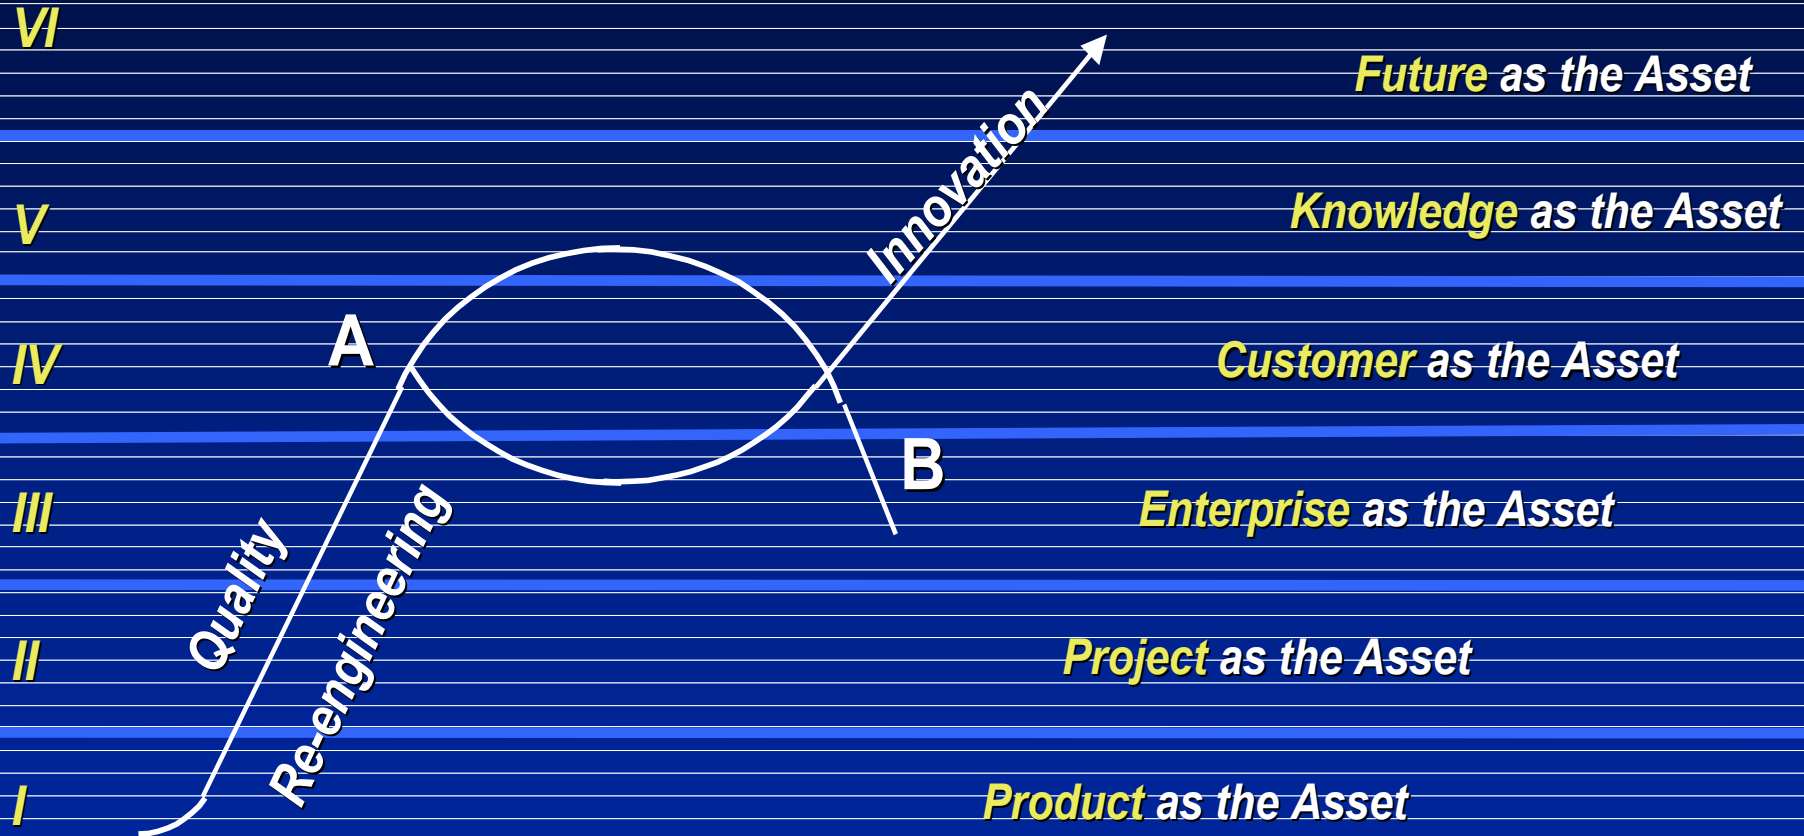 VI
Future as the Asset
Innovation
V
Knowledge as the Asset
A
IV
Customer as the Asset
B
III
Enterprise as the Asset
Quality
Re-engineering
II
Project as the Asset
I
Product as the Asset